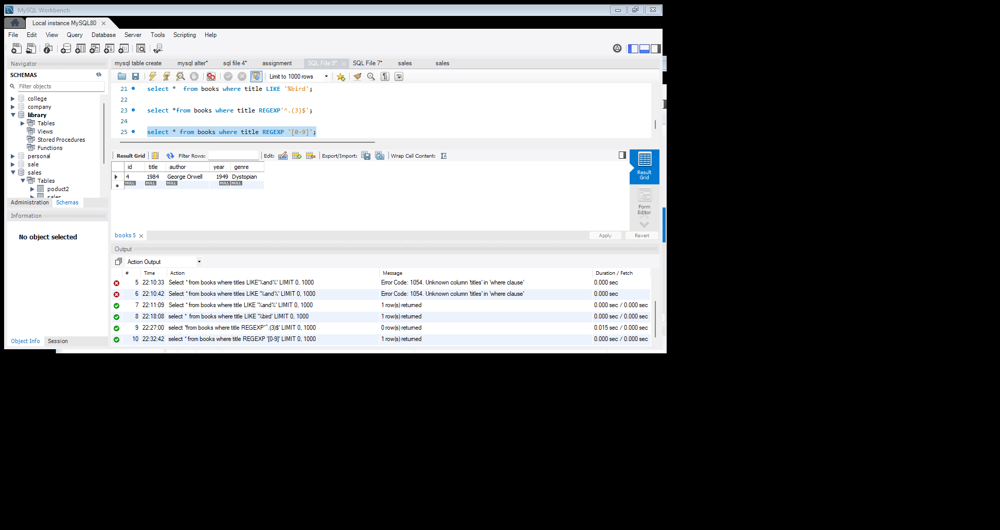 MySQL Workbench
Local instance MySQL80
File Edit View Query Database Server Tools Scripting Help
Navigator
SCHEMAS
Filter objects
college
company
library
Tables
Views
Stored Procedures
Functions
personal
sale
sales
Tables
poduct2
sales
Administration Schemas
Information
No object selected
Object Info Session
mysql table create mysql alter* sql file 4* assignment SQL File 9* SQL File 7* sales sales
Limit to 1000 rows
21 select *  from books where title LIKE '%bird';
22
23 select *from books where title REGEXP'^.(3)$';
24
25 select * from books where title REGEXP '[0-9]';
Result Grid Filter Rows: Edit: Export/Import: Wrap Cell Content:
id title author year genre
4 1984 George Orwell 1949 Dystopian
NULL NULL NULL NULL NULL
Result Grid
Form Editor
books 5 Apply Revert
Output
Action Output
# Time Action Message Duration / Fetch
5 22:10:33 Select * from books where titles LIKE'%and%' LIMIT 0, 1000 Error Code: 1054. Unknown column 'titles' in 'where clause' 0.000 sec
6 22:10:42 Select * from books where titles LIKE '%and%' LIMIT 0, 1000 Error Code: 1054. Unknown column 'titles' in 'where clause' 0.000 sec
7 22:11:09 Select * from books where title LIKE '%and%' LIMIT 0, 1000 1 row(s) returned 0.000 sec / 0.000 sec
8 22:18:08 select *  from books where title LIKE '%bird' LIMIT 0, 1000 1 row(s) returned 0.000 sec / 0.000 sec
9 22:27:00 select *from books where title REGEXP'^.(3)$' LIMIT 0, 1000 0 row(s) returned 0.015 sec / 0.000 sec
10 22:32:42 select * from books where title REGEXP '[0-9]' LIMIT 0, 1000 1 row(s) returned 0.000 sec / 0.000 sec